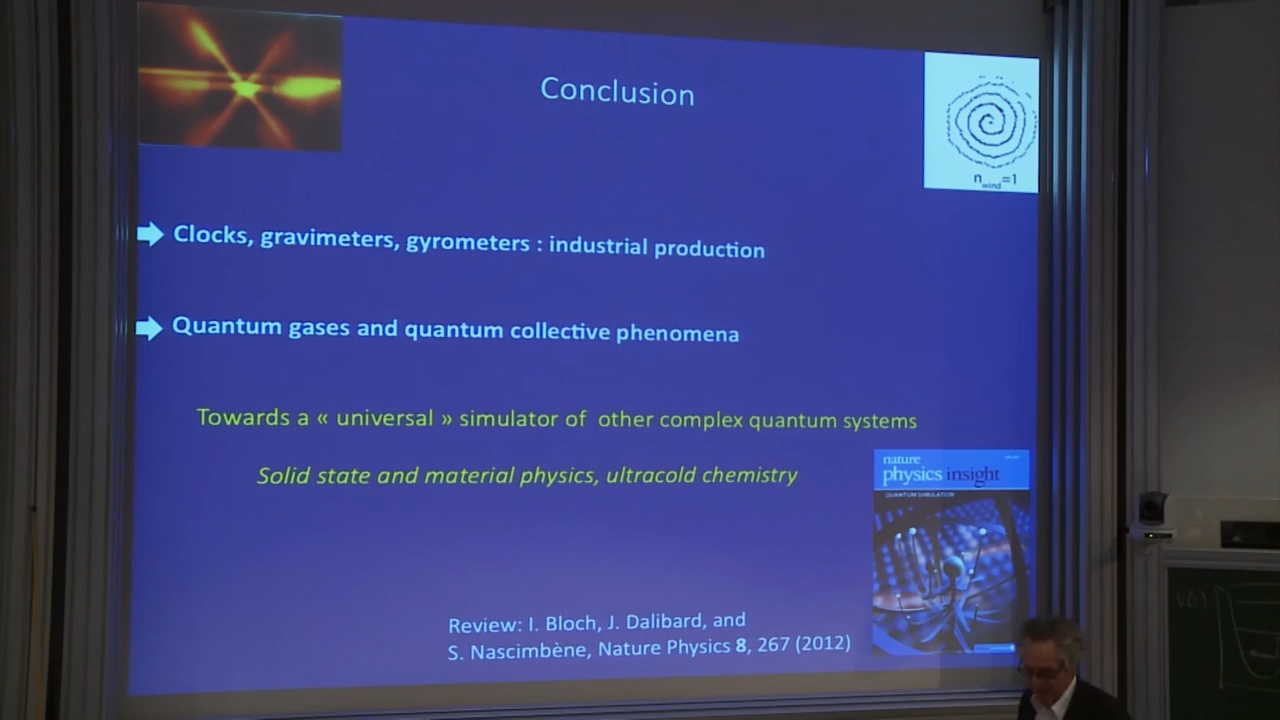 Conclusion
n wind =1
Clocks, gravimeters, gyrometers : industrial production
Quantum gases and quantum collective phenomena
Towards a « universal » simulator of other complex quantum systems
Solid state and material physics, ultracold chemistry
nature
physics insight
QUANTUM SIMULATION
Review: I. Bloch, J. Dalibard, and
S. Nascimbène, Nature Physics 8, 267 (2012)